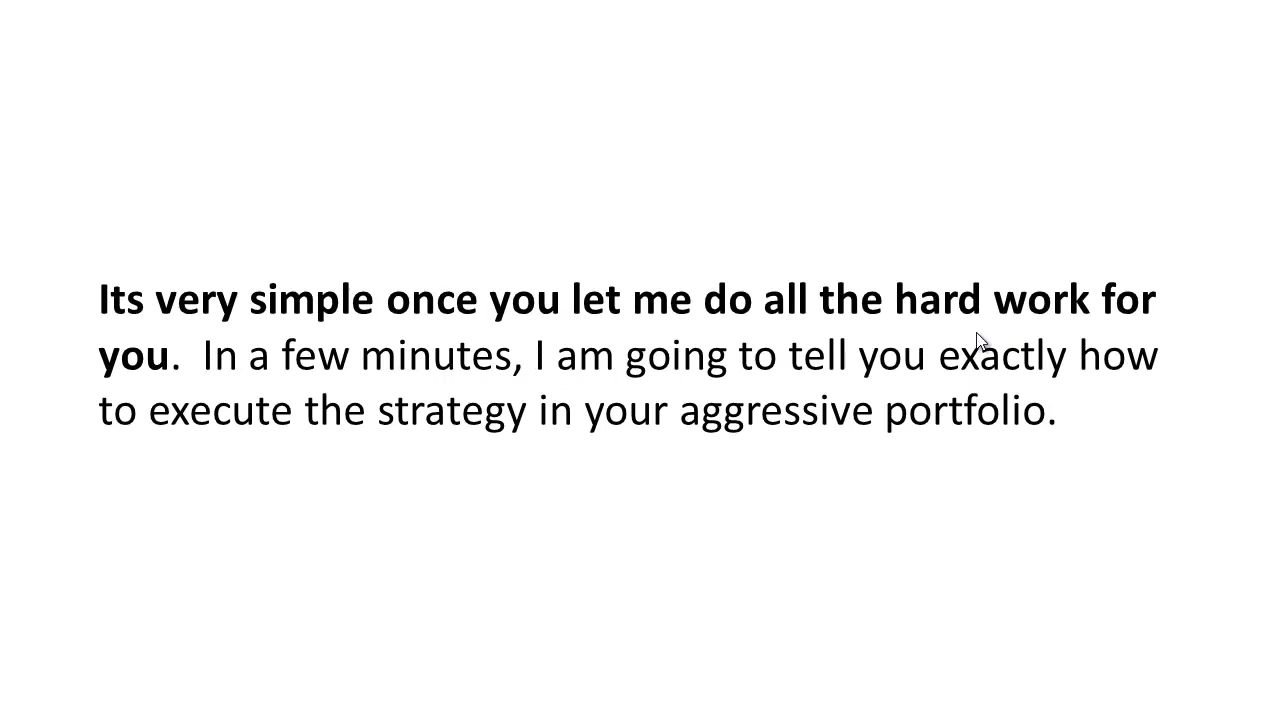 Its very simple once you let me do all the hard work for
you.  In a few minutes, I am going to tell you exactly how
to execute the strategy in your aggressive portfolio.